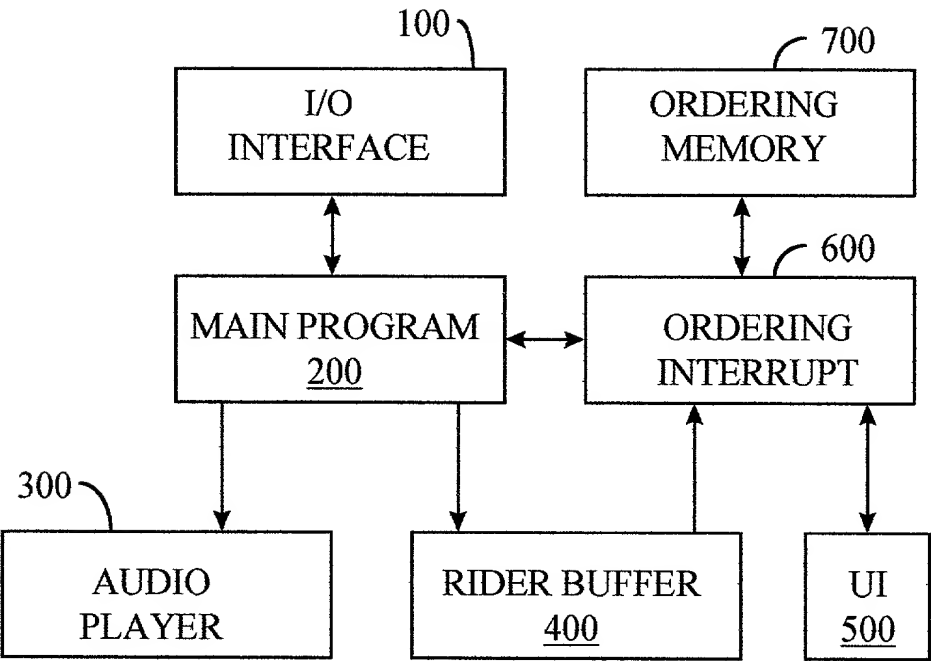 100
I/O
INTERFACE
700
ORDERING
MEMORY
MAIN PROGRAM
200
600
ORDERING
INTERRUPT
300
AUDIO
PLAYER
RIDER BUFFER
400
UI
500